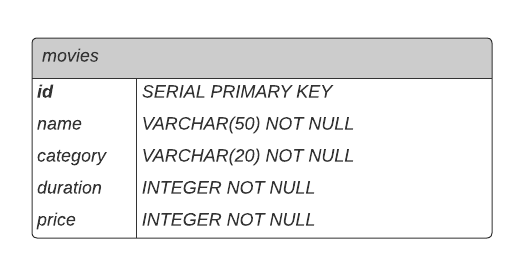 movies
id SERIAL PRIMARY KEY
name VARCHAR(50) NOT NULL
category VARCHAR(20) NOT NULL
duration INTEGER NOT NULL
price INTEGER NOT NULL